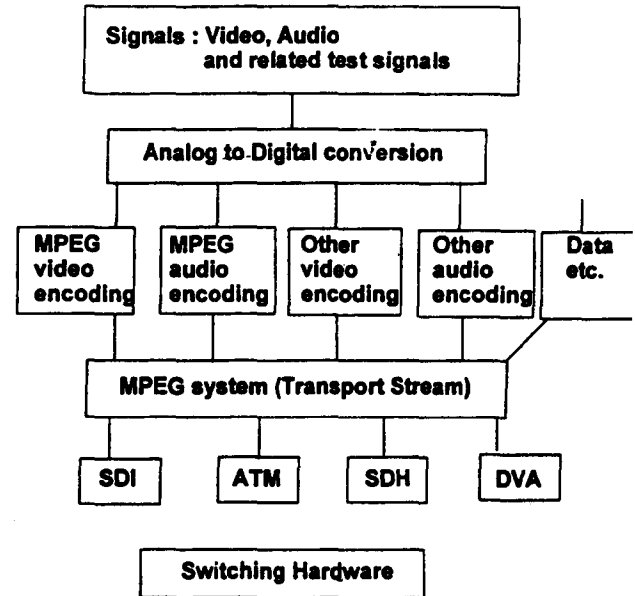 Signals : Video, Audio
and related test signals
Analog to-Digital conversion
MPEG
video
encoding
MPEG
audio
encoding
Other
video
encoding
Other
audio
encoding
Data
etc.
MPEG system (Transport Stream)
SDI
ATM
SDH
DVA
Switching Hardware